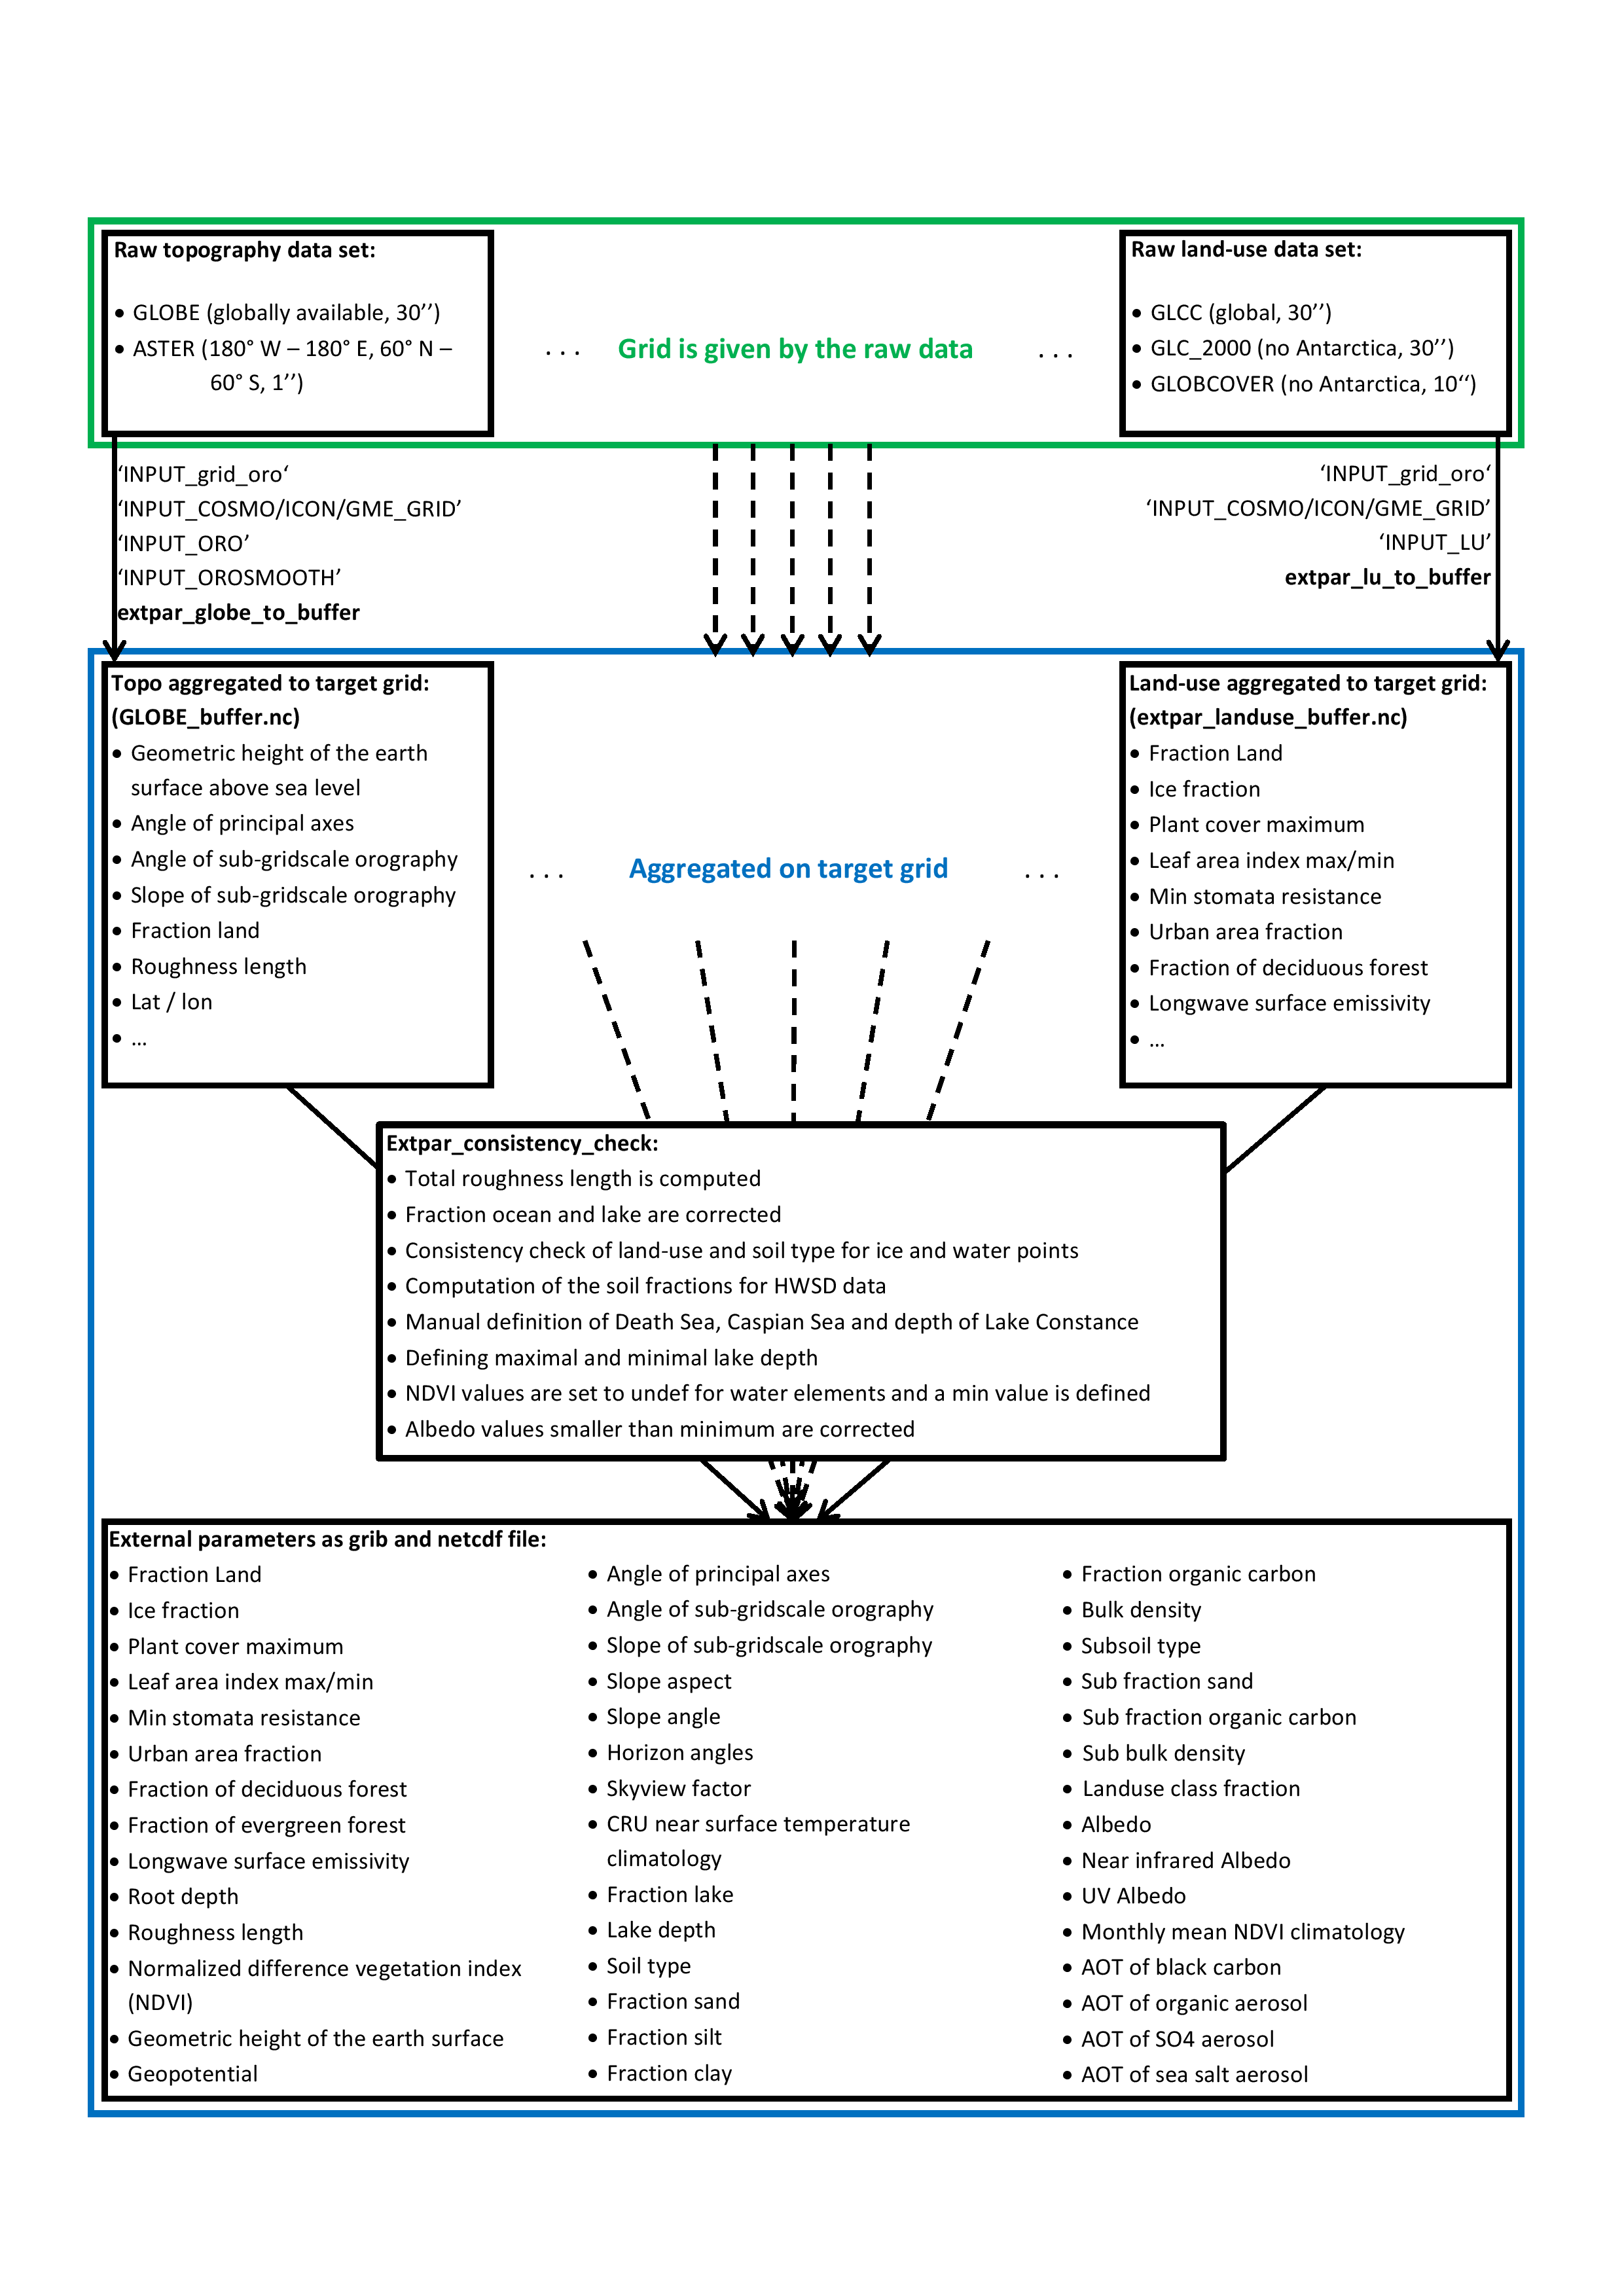 Raw topography data set:
• GLOBE (globally available, 30’’)
• ASTER (180° W – 180° E, 60° N –
60° S, 1’’)
. . .
Grid is given by the raw data
. . .
Raw land-use data set:
• GLCC (global, 30’’)
• GLC_2000 (no Antarctica, 30’’)
• GLOBCOVER (no Antarctica, 10‘‘)
‘INPUT_grid_oro‘
‘INPUT_COSMO/ICON/GME_GRID’
‘INPUT_ORO’
‘INPUT_OROSMOOTH’
extpar_globe_to_buffer
‘INPUT_grid_oro‘
‘INPUT_COSMO/ICON/GME_GRID’
‘INPUT_LU’
extpar_lu_to_buffer
Topo aggregated to target grid:
(GLOBE_buffer.nc)
• Geometric height of the earth
surface above sea level
• Angle of principal axes
• Angle of sub-gridscale orography
• Slope of sub-gridscale orography
• Fraction land
• Roughness length
• Lat / lon
• ...
. . .
Aggregated on target grid
. . .
Land-use aggregated to target grid:
(extpar_landuse_buffer.nc)
• Fraction Land
• Ice fraction
• Plant cover maximum
• Leaf area index max/min
• Min stomata resistance
• Urban area fraction
• Fraction of deciduous forest
• Longwave surface emissivity
• ...
Extpar_consistency_check:
• Total roughness length is computed
• Fraction ocean and lake are corrected
• Consistency check of land-use and soil type for ice and water points
• Computation of the soil fractions for HWSD data
• Manual definition of Death Sea, Caspian Sea and depth of Lake Constance
• Defining maximal and minimal lake depth
• NDVI values are set to undef for water elements and a min value is defined
• Albedo values smaller than minimum are corrected
External parameters as grib and netcdf file:
• Fraction Land
• Ice fraction
• Plant cover maximum
• Leaf area index max/min
• Min stomata resistance
• Urban area fraction
• Fraction of deciduous forest
• Fraction of evergreen forest
• Longwave surface emissivity
• Root depth
• Roughness length
• Normalized difference vegetation index
(NDVI)
• Geometric height of the earth surface
• Geopotential
• Angle of principal axes
• Angle of sub-gridscale orography
• Slope of sub-gridscale orography
• Slope aspect
• Slope angle
• Horizon angles
• Skyview factor
• CRU near surface temperature
climatology
• Fraction lake
• Lake depth
• Soil type
• Fraction sand
• Fraction silt
• Fraction clay
• Fraction organic carbon
• Bulk density
• Subsoil type
• Sub fraction sand
• Sub fraction organic carbon
• Sub bulk density
• Landuse class fraction
• Albedo
• Near infrared Albedo
• UV Albedo
• Monthly mean NDVI climatology
• AOT of black carbon
• AOT of organic aerosol
• AOT of SO4 aerosol
• AOT of sea salt aerosol